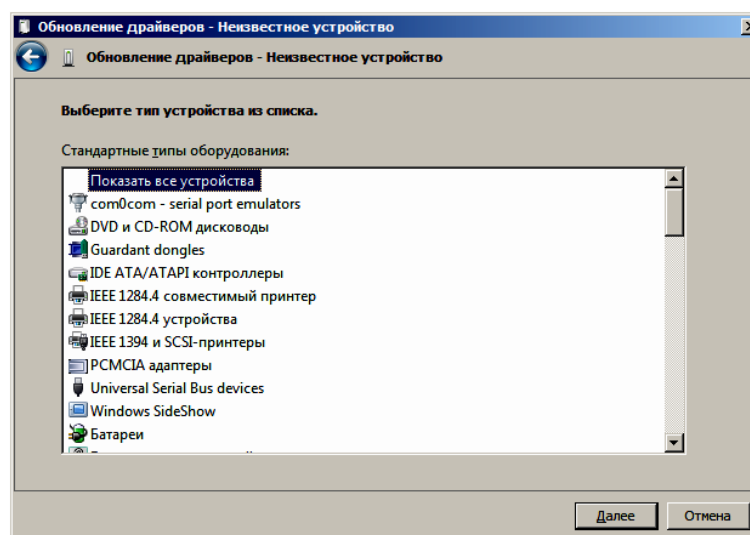 Обновление драйверов - Неизвестное устройство
Обновление драйверов - Неизвестное устройство
Выберите тип устройства из списка.
Стандартные типы оборудования:
Показать все устройства
com0com - serial port emulators
DVD и CD-ROM дисководы
Guardant dongles
IDE ATA/ATAPI контроллеры
IEEE 1284.4 совместимый принтер
IEEE 1284.4 устройства
IEEE 1394 и SCSI-принтеры
PCMCIA адаптеры
Universal Serial Bus devices
Windows SideShow
Батареи
Далее Отмена